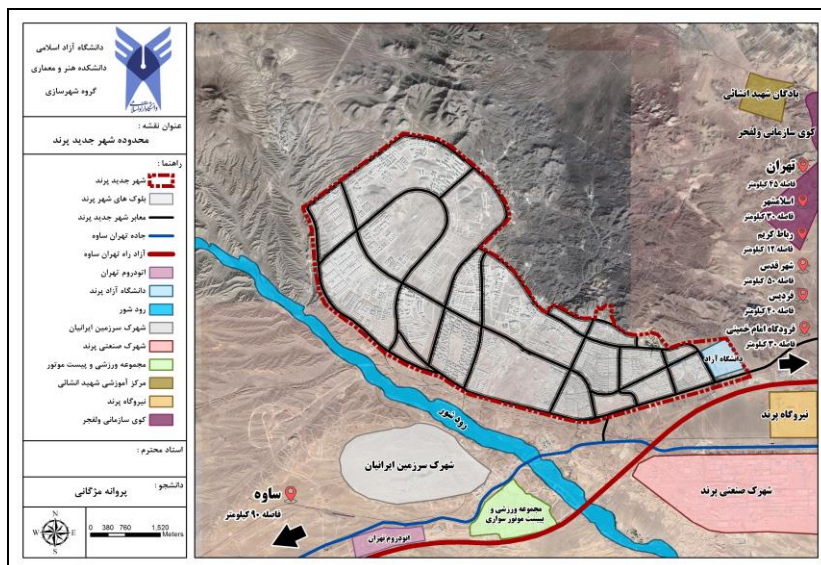 دانشگاه آزاد اسلامی
دانشکده هنر و معماری
گروه شهرسازی
عنوان نقشه :
محدوده شهر جدید پرند
راهنما :
شهر جدید پرند
بلوک های شهر پرند
معابر شهر جدید پرند
جاده تهران ساوه
آزاد راه تهران ساوه
اتودروم تهران
دانشگاه آزاد پرند
رود شور
شهرک سرزمین ایرانیان
شهرک صنعتی پرند
مجموعه ورزشی و پیست موتور
مرکز آموزشی شهید انشائی
نیروگاه پرند
کوی سازمانی ولفجر
استاد محترم :
دانشجو :
پروانه مژگانی
N
W E
S
0 380 760 1,520
Meters
پادگان شهید انشائی
کوی سازمانی ولفجر
تهران
فاصله ۴۵ کیلومتر
اسلامشهر
فاصله ۳۰ کیلومتر
رباط کریم
فاصله ۱۲ کیلومتر
شهر قدس
فاصله ۵۰ کیلومتر
فردیس
فاصله ۴۰ کیلومتر
فرودگاه امام خمینی
فاصله ۳۰ کیلومتر
دانشگاه آزاد
نیروگاه پرند
شهرک صنعتی پرند
رود شور
شهرک سرزمین ایرانیان
ساوه
فاصله ۹۰ کیلومتر
مجموعه ورزشی و
پیست موتور سواری
اتودروم تهران